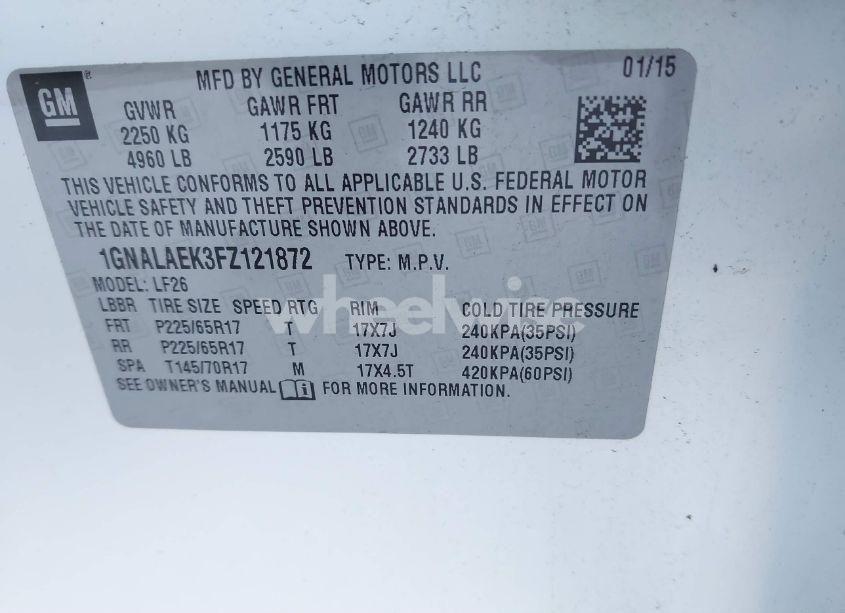 GM
MFD BY GENERAL MOTORS LLC 01/15
GVWR GAWR FRT GAWR RR
2250 KG 1175 KG 1240 KG
4960 LB 2590 LB 2733 LB
THIS VEHICLE CONFORMS TO ALL APPLICABLE U.S. FEDERAL MOTOR
VEHICLE SAFETY AND THEFT PREVENTION STANDARDS IN EFFECT ON
THE DATE OF MANUFACTURE SHOWN ABOVE.
1GNALAEK3FZ121872 TYPE: M.P.V.
MODEL: LF26
LBBR TIRE SIZE SPEED RTG RIM COLD TIRE PRESSURE
FRT P225/65R17 T 17X7J 240KPA(35PSI)
RR P225/65R17 T 17X7J 240KPA(35PSI)
SPA T145/70R17 M 17X4.5T 420KPA(60PSI)
SEE OWNER'S MANUAL i FOR MORE INFORMATION.
wheelwise